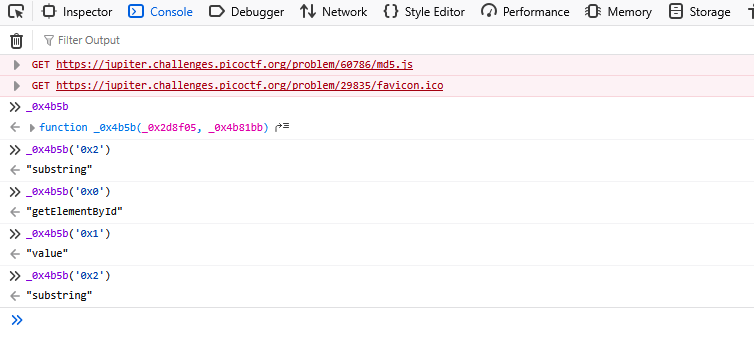 Inspector Console Debugger Network Style Editor Performance Memory Storage
Filter Output
GET https://jupiter.challenges.picoctf.org/problem/60786/md5.js
GET https://jupiter.challenges.picoctf.org/problem/29835/favicon.ico
_0x4b5b
function _0x4b5b(_0x2d8f05, _0x4b81bb)
_0x4b5b('0x2')
"substring"
_0x4b5b('0x0')
"getElementById"
_0x4b5b('0x1')
"value"
_0x4b5b('0x2')
"substring"